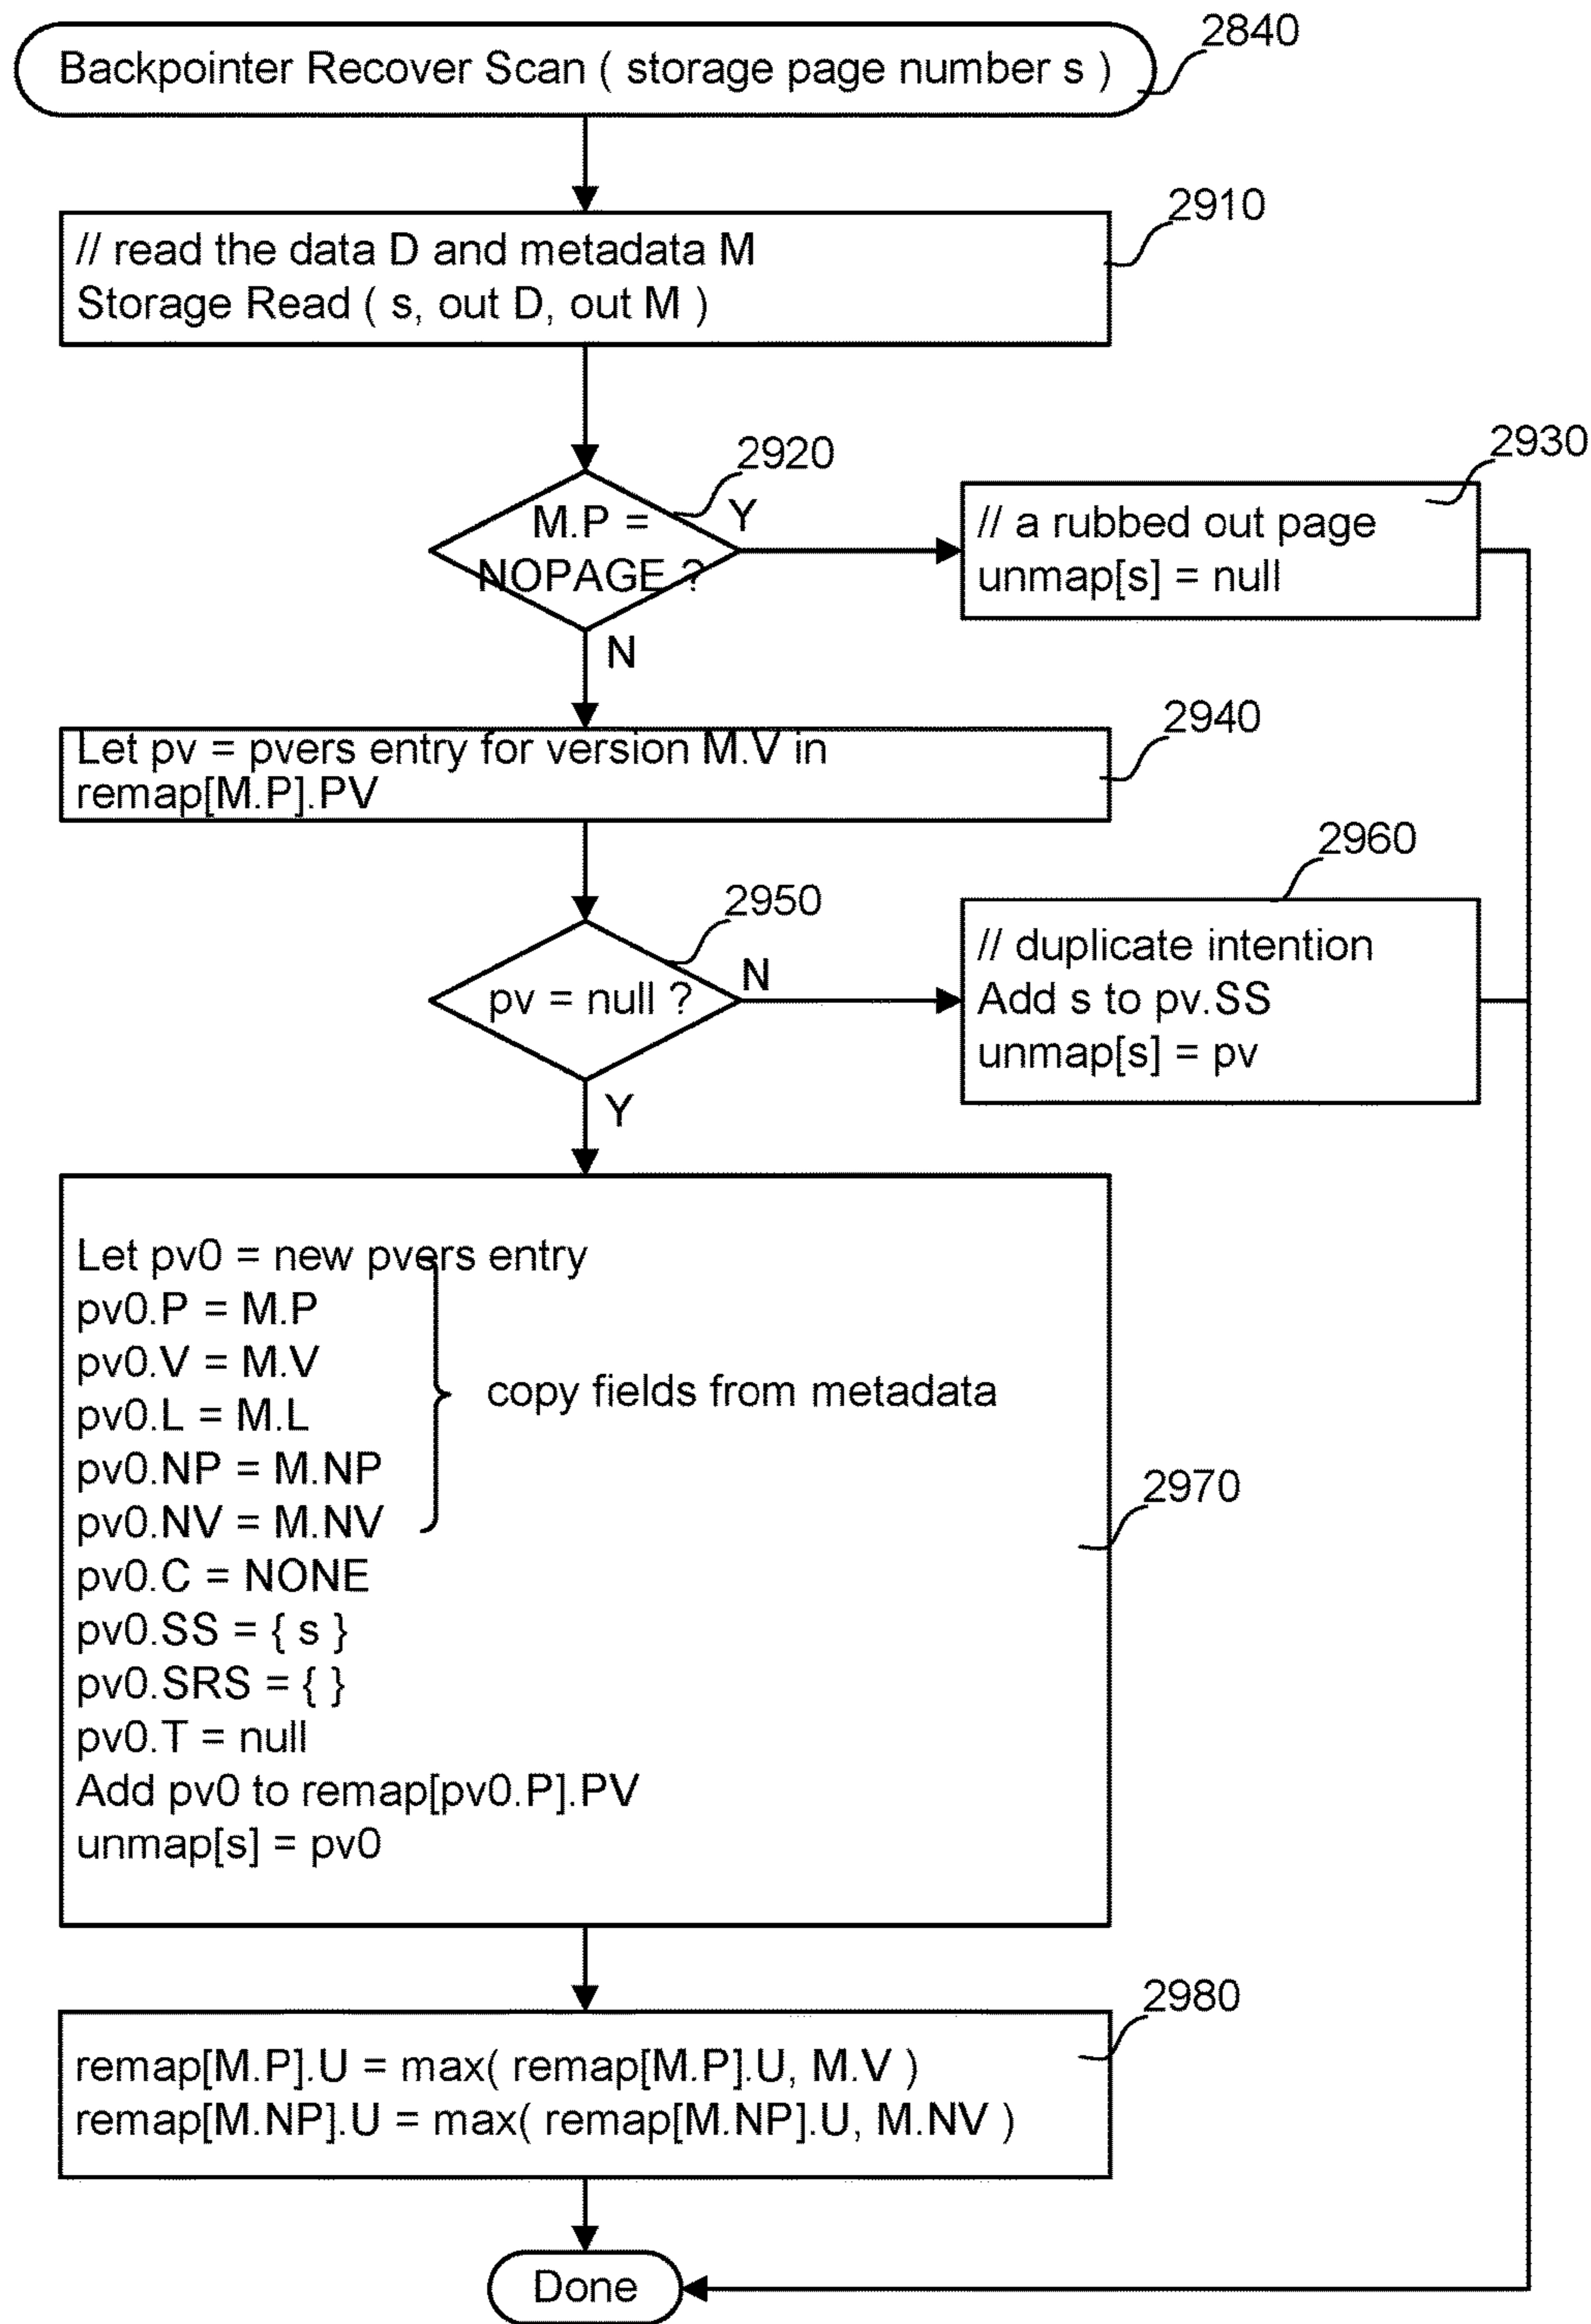 Backpointer Recover Scan ( storage page number s )
2840
2910
// read the data D and metadata M
Storage Read ( s, out D, out M )
2920
M.P =
NOPAGE ?
Y
N
2930
// a rubbed out page
unmap[s] = null
2940
Let pv = pvers entry for version M.V in
remap[M.P].PV
2950
pv = null ?
N
Y
2960
// duplicate intention
Add s to pv.SS
unmap[s] = pv
Let pv0 = new pvers entry
pv0.P = M.P
pv0.V = M.V
pv0.L = M.L
pv0.NP = M.NP
pv0.NV = M.NV
copy fields from metadata
pv0.C = NONE
pv0.SS = { s }
pv0.SRS = { }
pv0.T = null
Add pv0 to remap[pv0.P].PV
unmap[s] = pv0
2970
2980
remap[M.P].U = max( remap[M.P].U, M.V )
remap[M.NP].U = max( remap[M.NP].U, M.NV )
Done